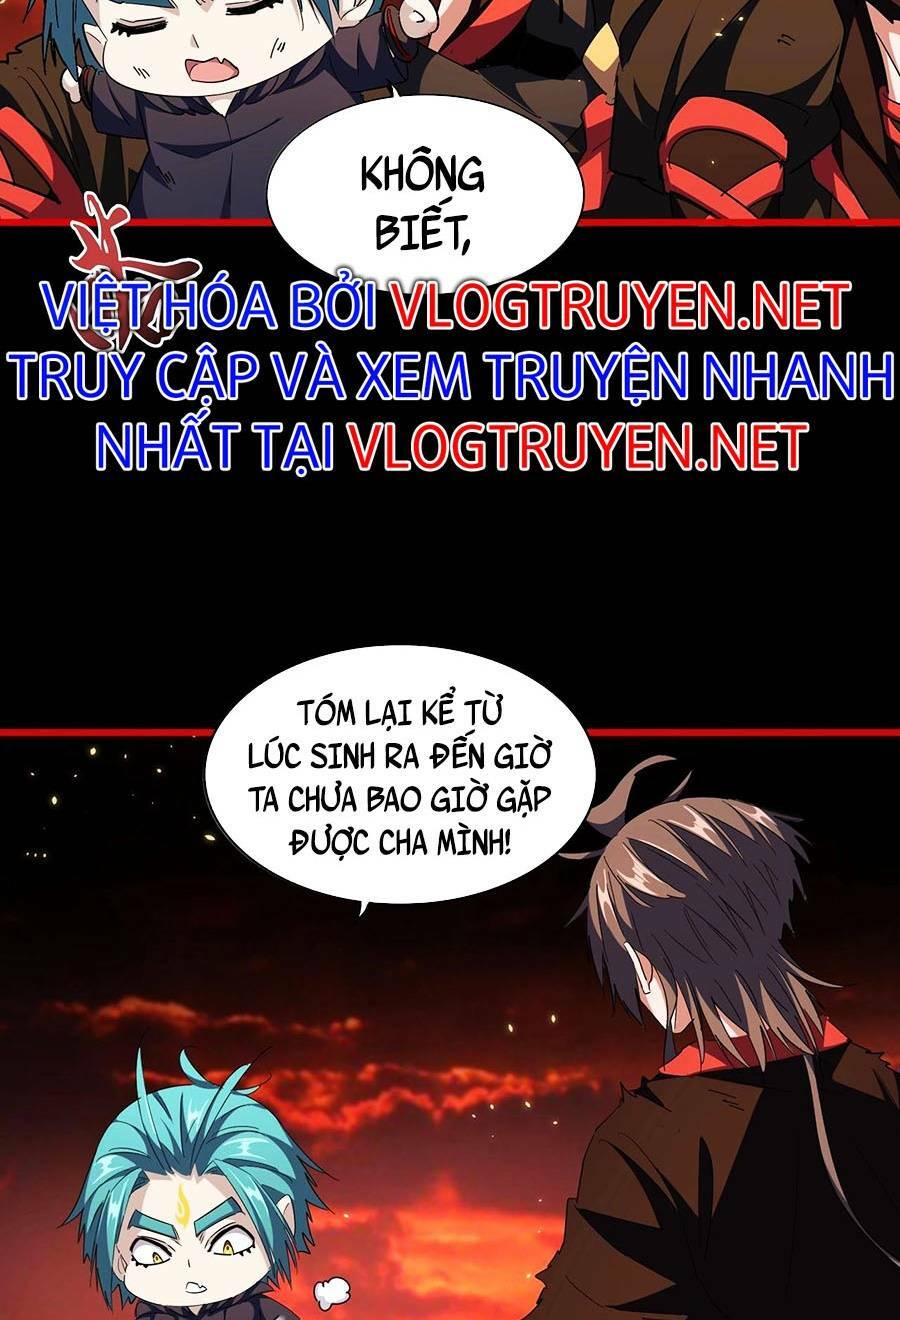 KHÔNG
BIẾT,
VIỆT HÓA BỞI VLOGTRUYEN.NET
TRUY CẬP VÀ XEM TRUYỆN NHANH
NHẤT TẠI VLOGTRUYEN.NET
TÓM LẠI KỂ TỪ
LÚC SINH RA ĐẾN GIỜ
TA CHƯA BAO GIỜ GẶP
ĐƯỢC CHA MÌNH!